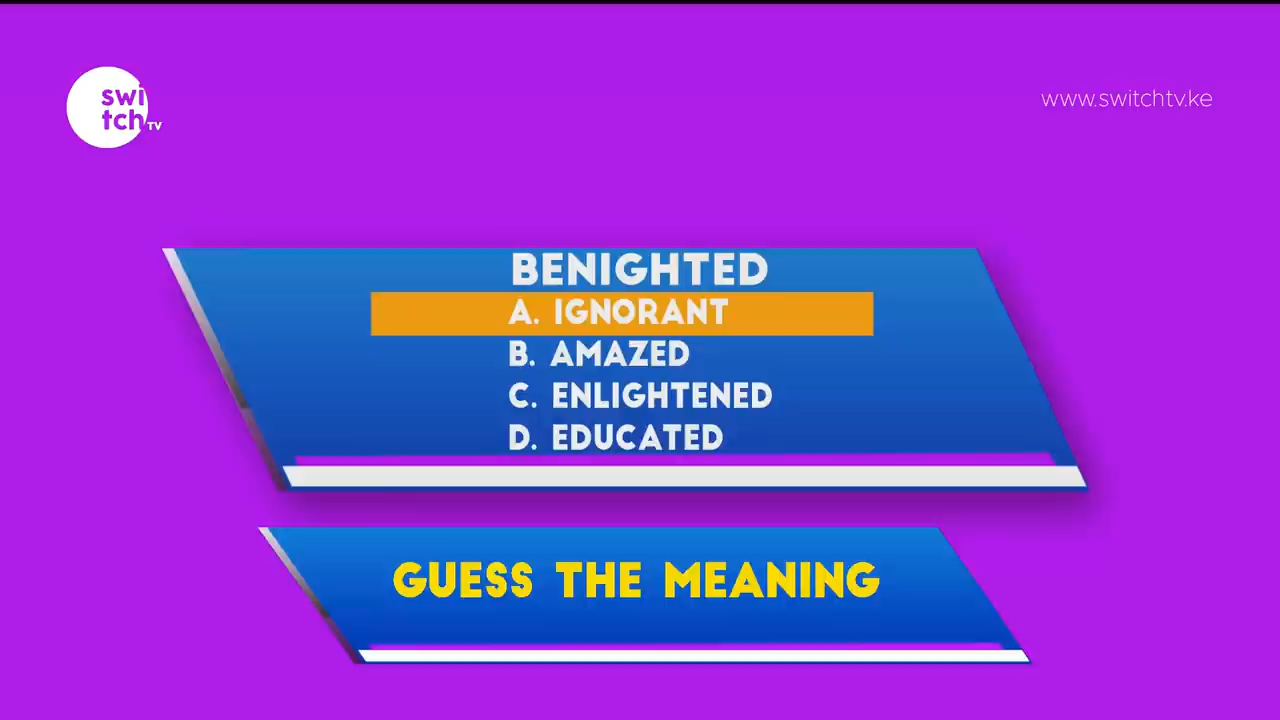 swi
tch TV
www.switchtv.ke
BENIGHTED
A. IGNORANT
B. AMAZED
C. ENLIGHTENED
D. EDUCATED
GUESS THE MEANING